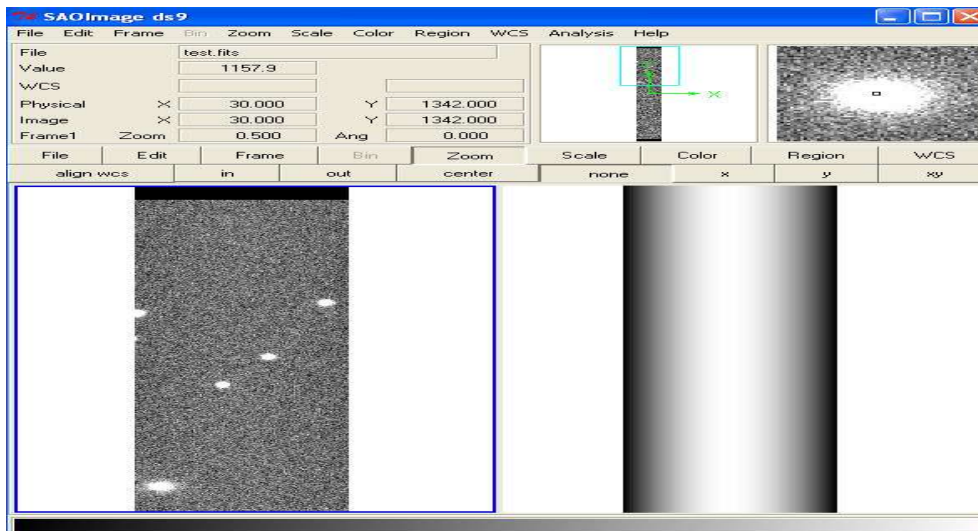 SAOImage ds9
File Edit Frame Bin Zoom Scale Color Region WCS Analysis Help
File test.fits
Value 1157.9
WCS
Physical X 30.000 Y 1342.000
Image X 30.000 Y 1342.000
Frame1 Zoom 0.500 Ang 0.000
X
File Edit Frame Bin Zoom Scale Color Region WCS
align wcs in out center none x y xy